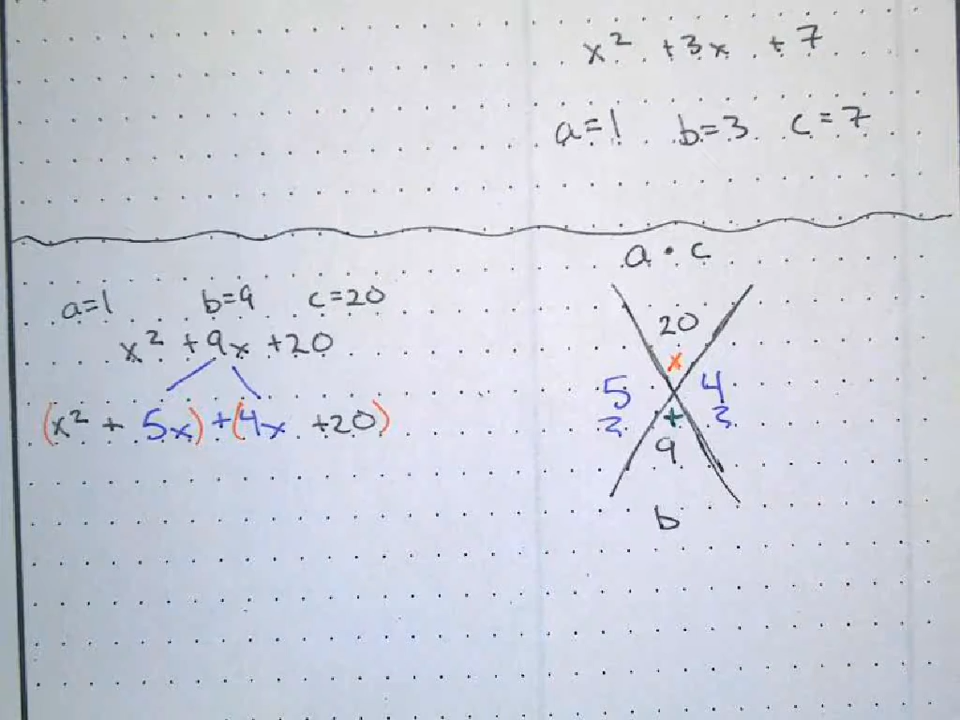 x² +3x +7
a=1 b=3 c=7
a • c
a=1 b=9 c=20
x² +9x +20
(x² + 5x) + (4x +20)
20
x
5 4
+
9
b